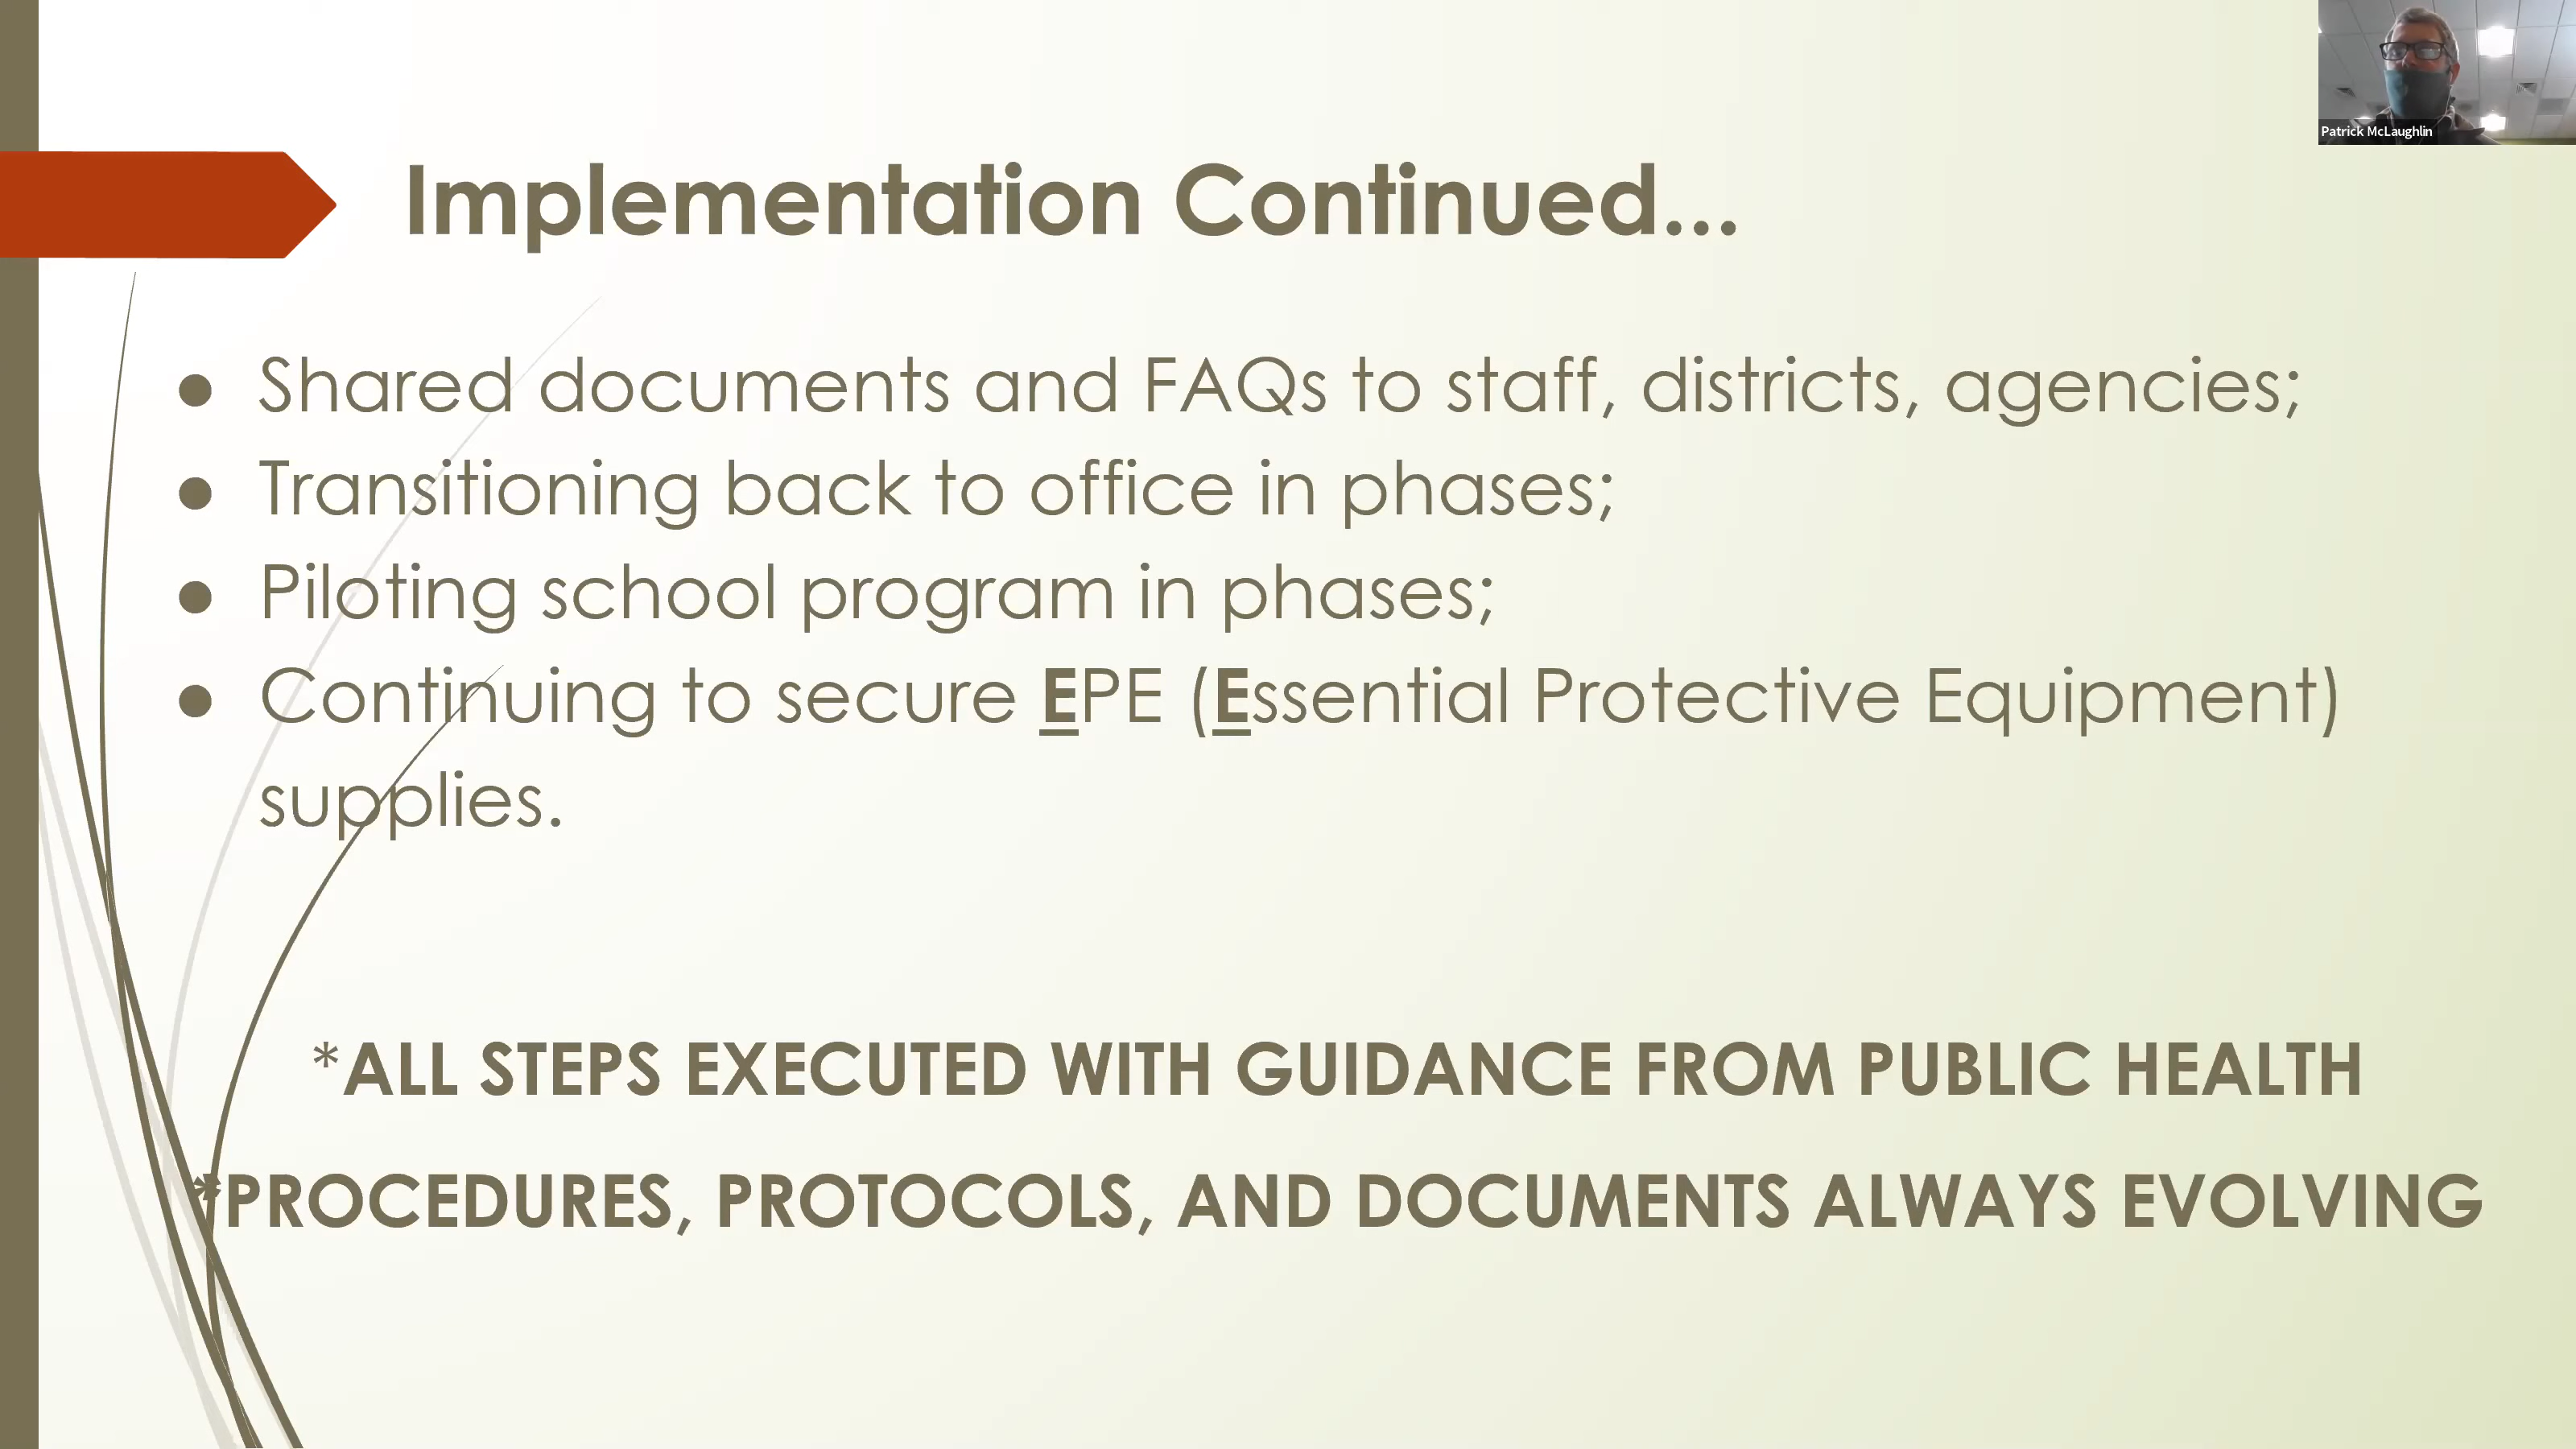 Patrick McLaughlin
Implementation Continued...
● Shared documents and FAQs to staff, districts, agencies;
● Transitioning back to office in phases;
● Piloting school program in phases;
● Continuing to secure EPE (Essential Protective Equipment)
supplies.
*ALL STEPS EXECUTED WITH GUIDANCE FROM PUBLIC HEALTH
*PROCEDURES, PROTOCOLS, AND DOCUMENTS ALWAYS EVOLVING